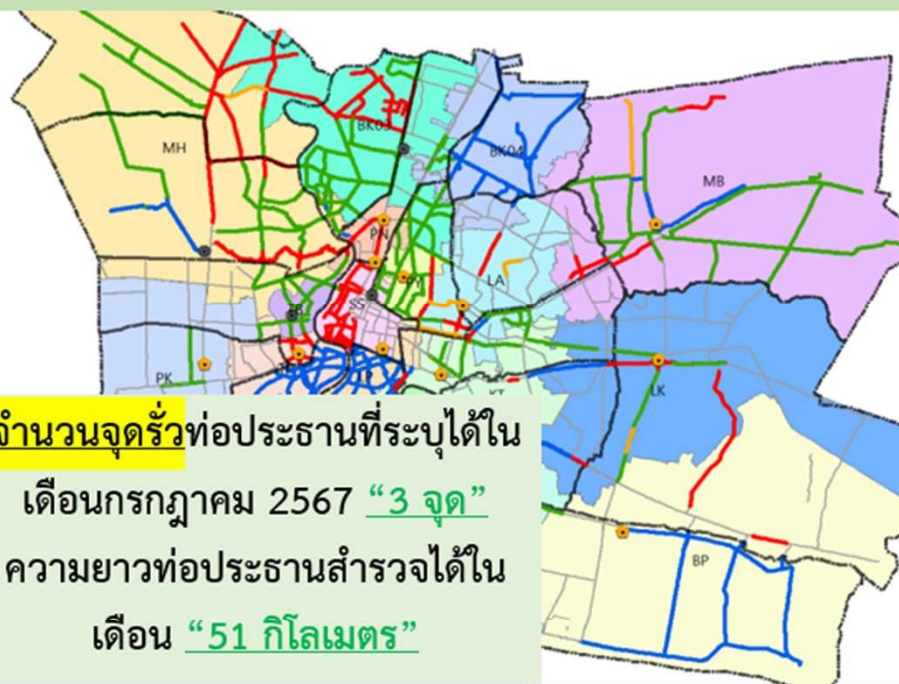 MH
BK03
BK04
MB
PN
PY
LA
SS
TB
PK
LK
BP
จำนวนจุดรั่วท่อประธานที่ระบุได้ใน
เดือนกรกฎาคม 2567 “3 จุด”
ความยาวท่อประธานสำรวจได้ใน
เดือน “51 กิโลเมตร”